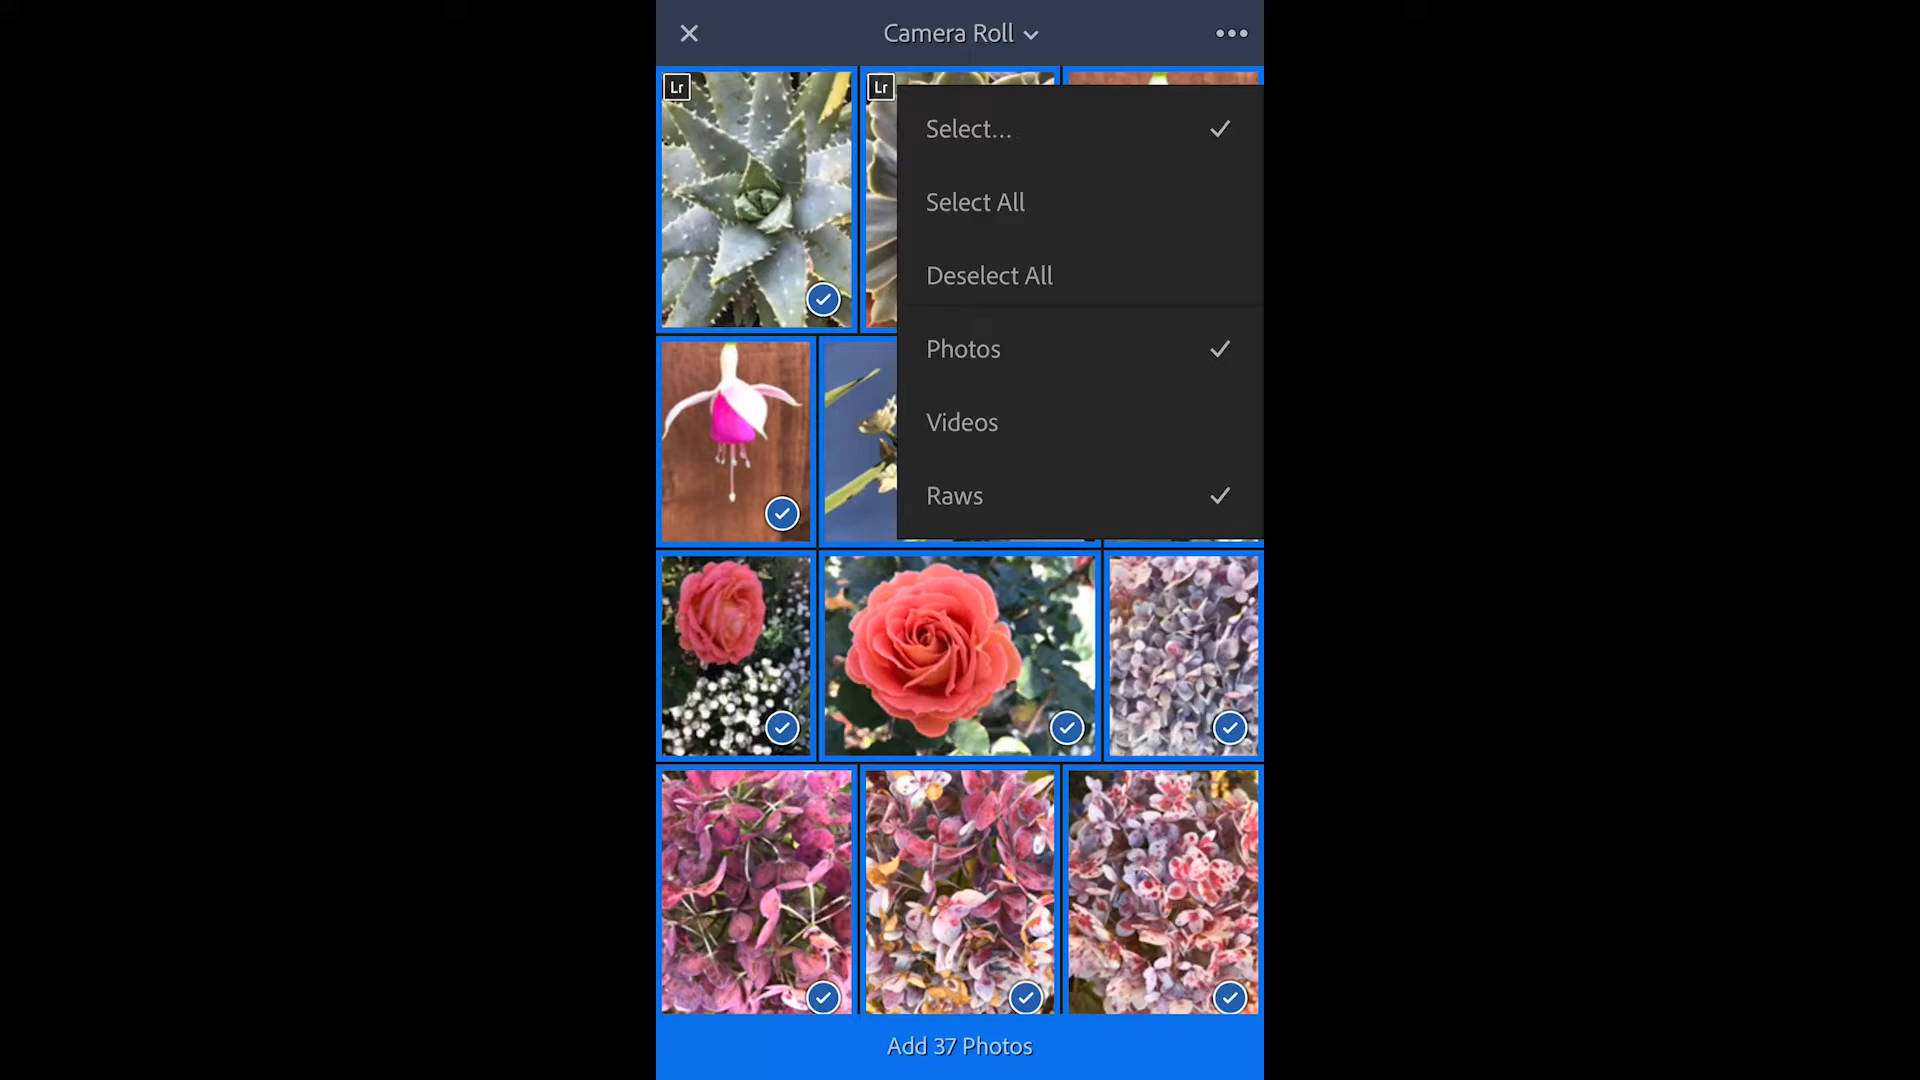 Camera Roll
Lr
Lr
Select...
Select All
Deselect All
Photos
Videos
Raws
Add 37 Photos